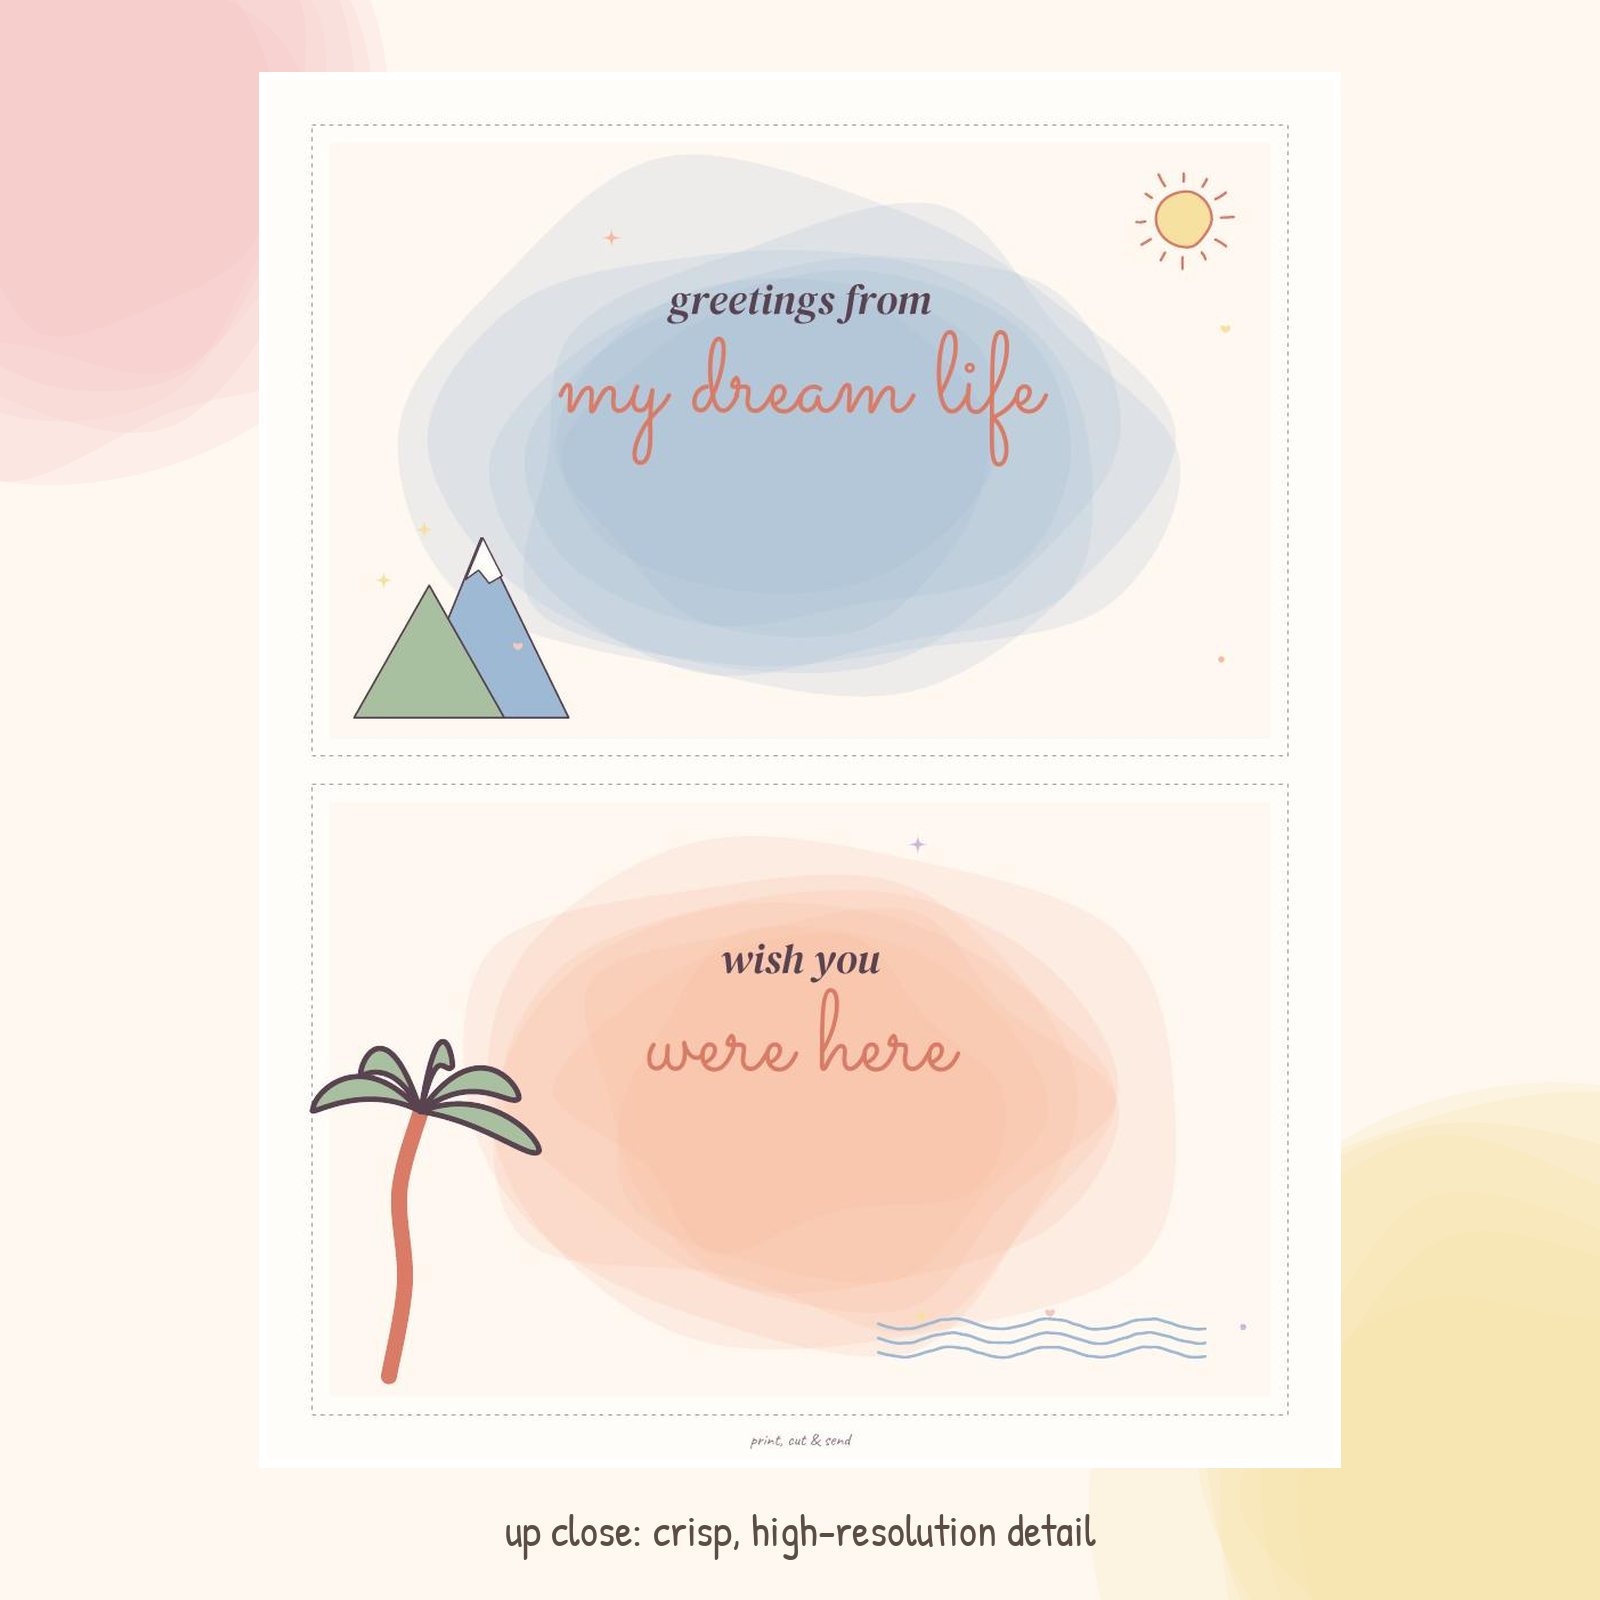 greetings from
my dream life
wish you
were here
print, cut & send
up close: crisp, high-resolution detail